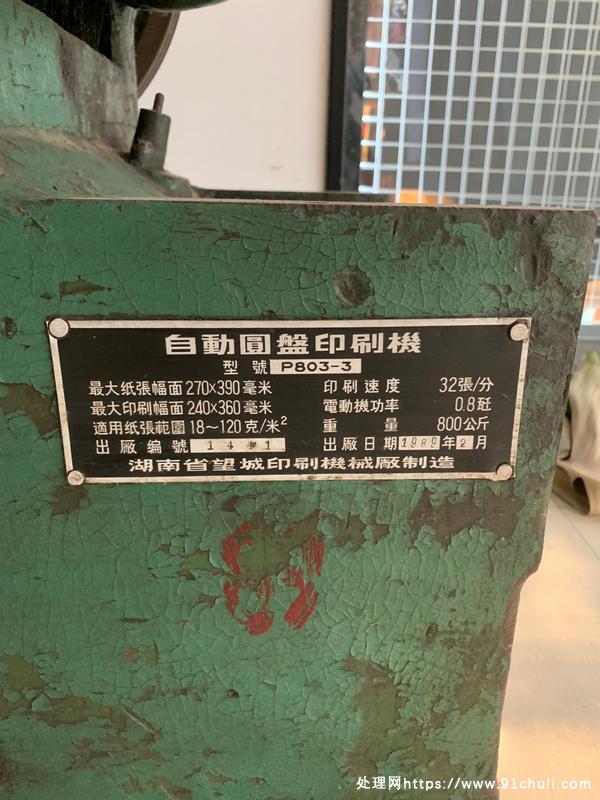 自動圓盤印刷機
型號 P803-3
最大纸張幅面 270×390毫米 印刷速度 32張/分
最大印刷幅面 240×360毫米 電動機功率 0.8瓩
適用纸張範圍 18~120克/米² 重量 800公斤
出廠编號 出廠日期 1989年2月
湖南省望城印刷機械廠制造
处理网https://www.91chuli.com/